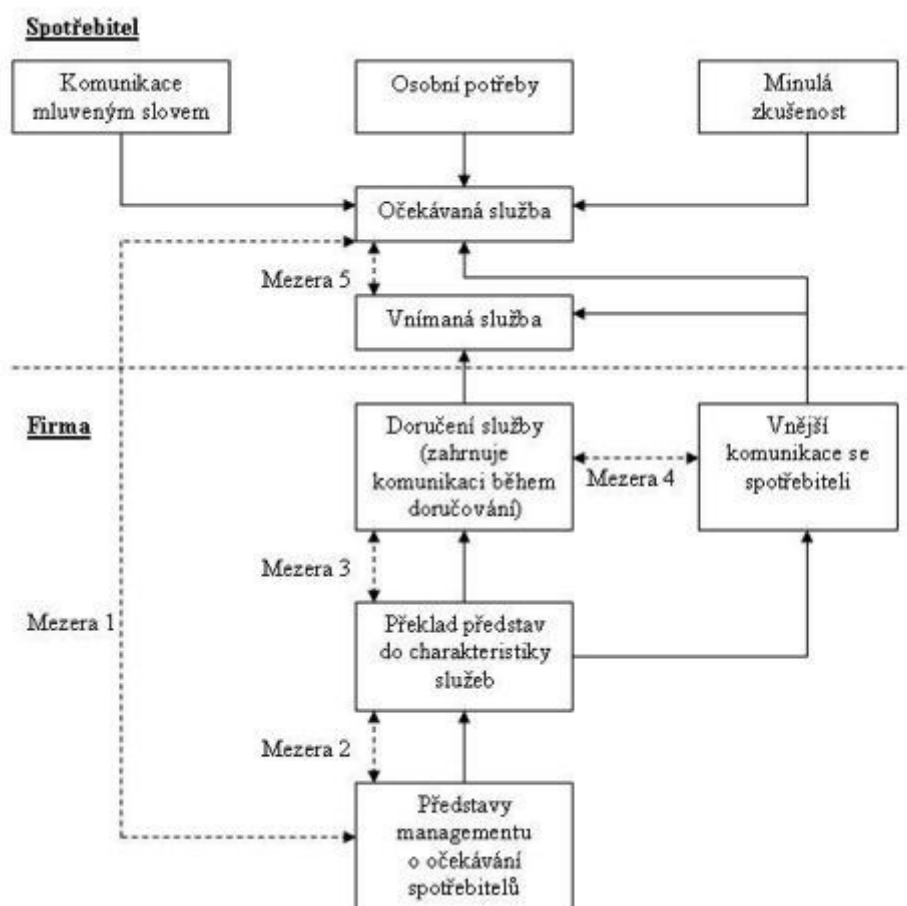 Spotřebitel
Komunikace
mluveným slovem
Osobní potřeby
Minulá
zkušenost
Očekávaná služba
Mezera 5
Vnímaná služba
Firma
Doručení služby
(zahrnuje
komunikaci během
doručování)
Mezera 4
Vnější
komunikace se
spotřebiteli
Mezera 3
Mezera 1
Překlad představ
do charakteristiky
služeb
Mezera 2
Představy
managementu
o očekávání
spotřebitelů